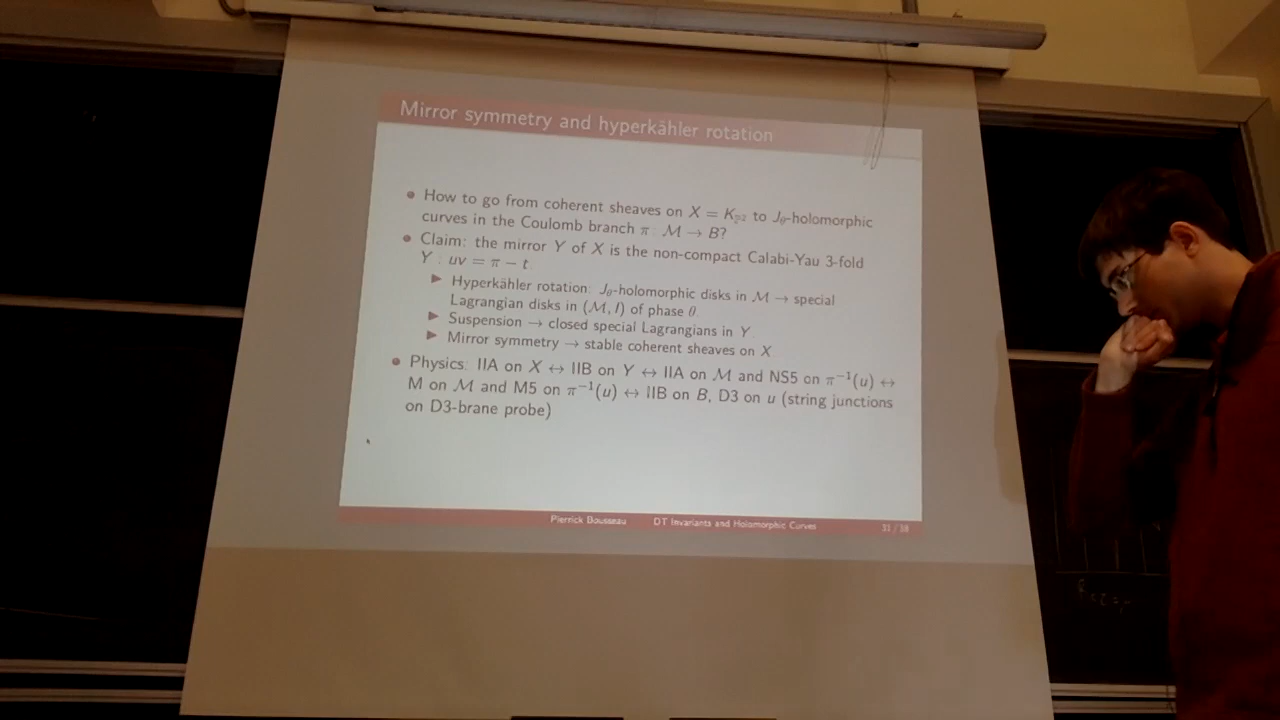 Mirror symmetry and hyperkähler rotation
• How to go from coherent sheaves on X = K_{ℙ²} to J_θ-holomorphic
curves in the Coulomb branch π : ℳ → B?
• Claim: the mirror Y of X is the non-compact Calabi-Yau 3-fold
Y : uv = π − t
▶ Hyperkähler rotation: J_θ-holomorphic disks in ℳ → special
Lagrangian disks in (ℳ, I) of phase θ.
▶ Suspension → closed special Lagrangians in Y
▶ Mirror symmetry → stable coherent sheaves on X
• Physics: IIA on X ↔ IIB on Y ↔ IIA on ℳ and NS5 on π⁻¹(u) ↔
M on ℳ and M5 on π⁻¹(u) ↔ IIB on B, D3 on u (string junctions
on D3-brane probe)
Pierrick Bousseau DT Invariants and Holomorphic Curves 31 / 38